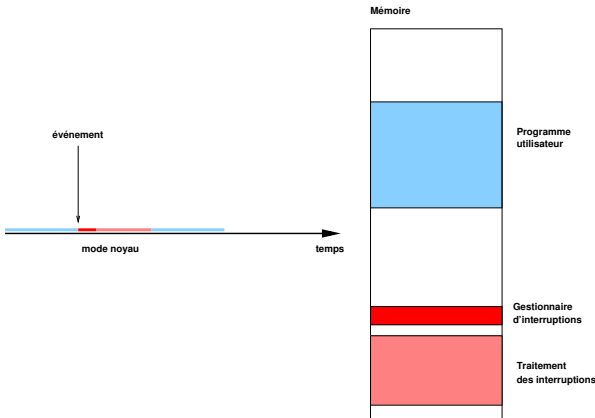 Mémoire
événement
mode noyau
temps
Programme
utilisateur
Gestionnaire
d'interruptions
Traitement
des interruptions